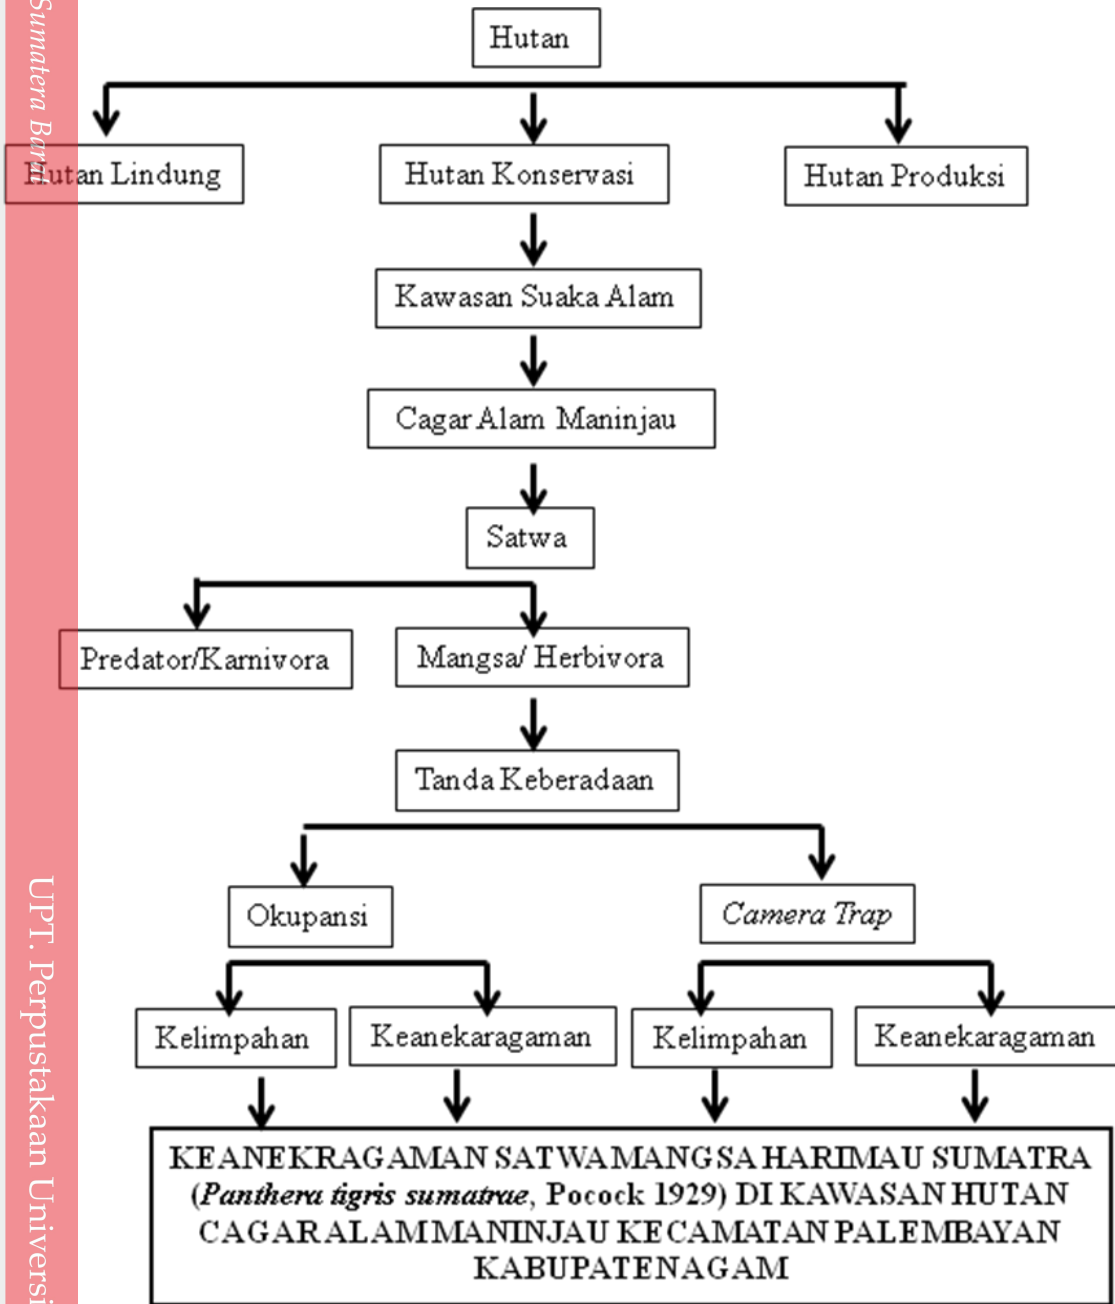 Sumatera Barat
UPT. Perpustakaan Universi
Hutan
Hutan Lindung
Hutan Konservasi
Hutan Produksi
Kawasan Suaka Alam
Cagar Alam Maninjau
Satwa
Predator/Karnivora
Mangsa/ Herbivora
Tanda Keberadaan
Okupansi
Camera Trap
Kelimpahan
Keanekaragaman
Kelimpahan
Keanekaragaman
KEANEKRAGAMAN SATWA MANGSA HARIMAU SUMATRA
(Panthera tigris sumatrae, Pocock 1929) DI KAWASAN HUTAN
CAGAR ALAM MANINJAU KECAMATAN PALEMBAYAN
KABUPATEN AGAM